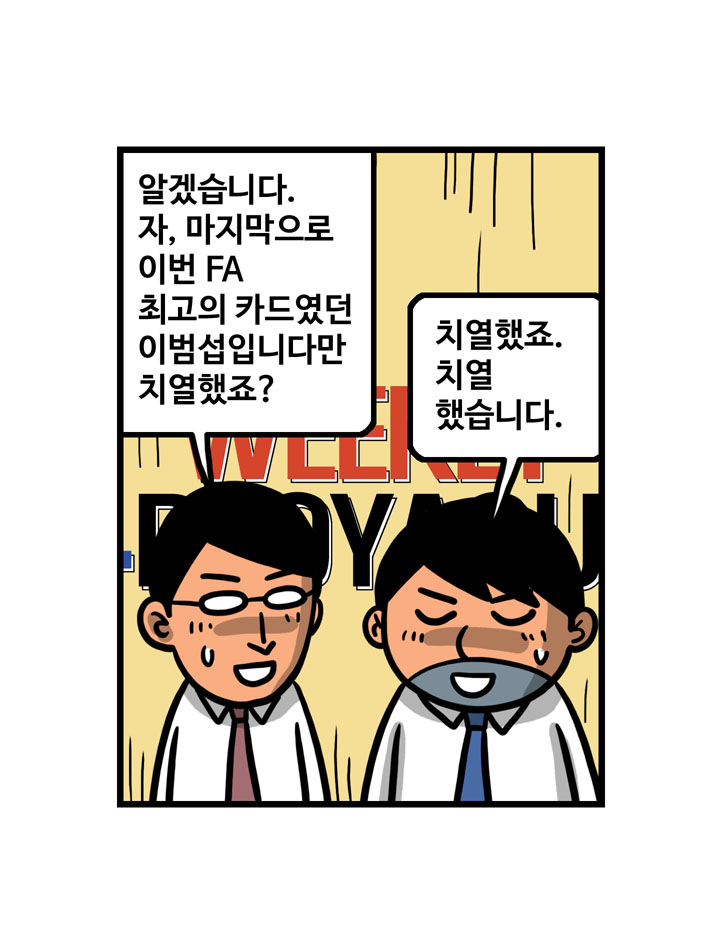 알겠습니다.
자, 마지막으로
이번 FA
최고의 카드였던
이범섭입니다만
치열했죠?
치열했죠.
치열
했습니다.
WEEKLY